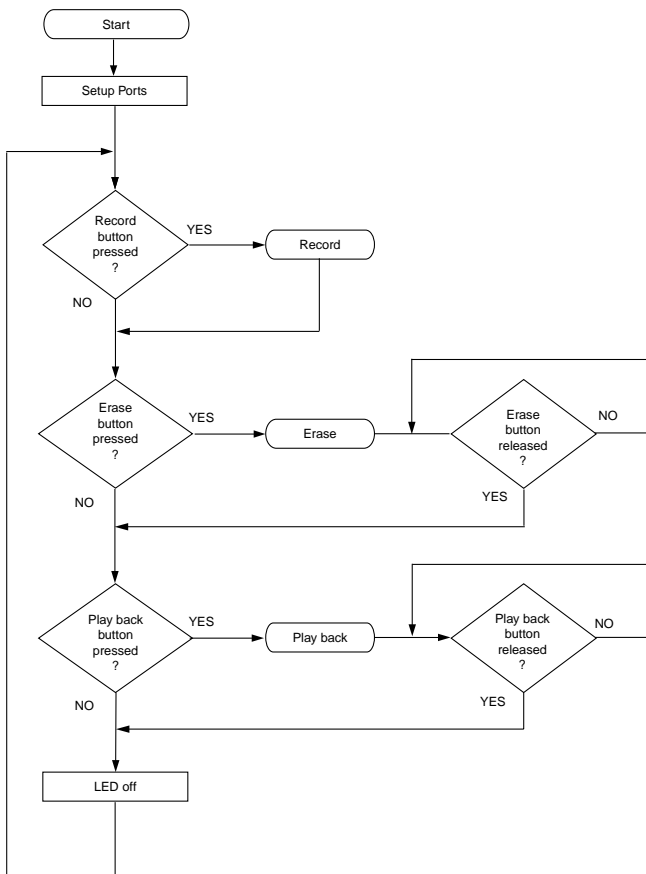 Start
Setup Ports
Record
button
pressed
?
YES
Record
NO
Erase
button
pressed
?
YES
Erase
Erase
button
released
?
NO
NO
YES
Play back
button
pressed
?
YES
Play back
Play back
button
released
?
NO
NO
YES
LED off